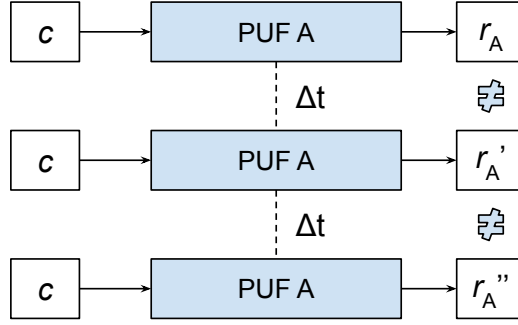 c PUF A r_A
Δt ≠
c PUF A r_A'
Δt ≠
c PUF A r_A''